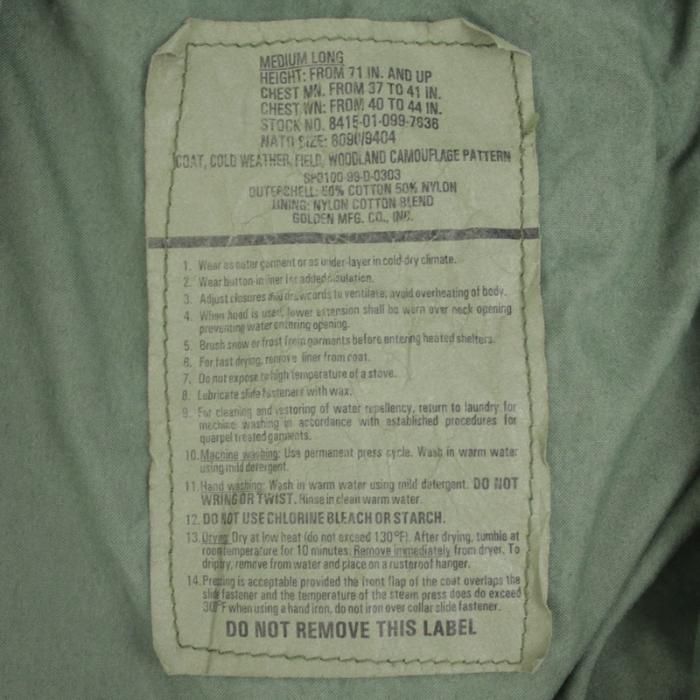 MEDIUM LONG
HEIGHT: FROM 71 IN. AND UP
CHEST MN. FROM 37 TO 41 IN.
CHEST WN: FROM 40 TO 44 IN.
STOCK NO. 8415-01-099-7838
NATO SIZE: 8090/9404
COAT, COLD WEATHER, FIELD, WOODLAND CAMOUFLAGE PATTERN
SP0100-99-D-0303
OUTERSHELL: 50% COTTON 50% NYLON
LINING: NYLON COTTON BLEND
GOLDEN MFG. CO., INC.
1. Wear as outer garment or as under-layer in cold-dry climate.
2. Wear button-in liner for added insulation.
3. Adjust closures and drawcords to ventilate, avoid overheating of body.
4. When hood is used, lower extension shall be worn over neck opening
preventing water entering opening.
5. Brush snow or frost from garments before entering heated shelters.
6. For fast drying, remove liner from coat.
7. Do not expose to high temperature of a stove.
8. Lubricate slide fasteners with wax.
9. For cleaning and restoring of water repellency, return to laundry for
machine washing in accordance with established procedures for
quarpel treated garments.
10. Machine washing: Use permanent press cycle. Wash in warm water
using mild detergent.
11. Hand washing: Wash in warm water using mild detergent. DO NOT
WRING OR TWIST. Rinse in clean warm water.
12. DO NOT USE CHLORINE BLEACH OR STARCH.
13. Drying: Dry at low heat (do not exceed 130°F). After drying, tumble at
room temperature for 10 minutes. Remove immediately from dryer. To
drip dry, remove from water and place on a rustproof hanger.
14. Pressing is acceptable provided the front flap of the coat overlaps the
slide fastener and the temperature of the steam press does do exceed
300°F when using a hand iron, do not iron over collar slide fastener.
DO NOT REMOVE THIS LABEL